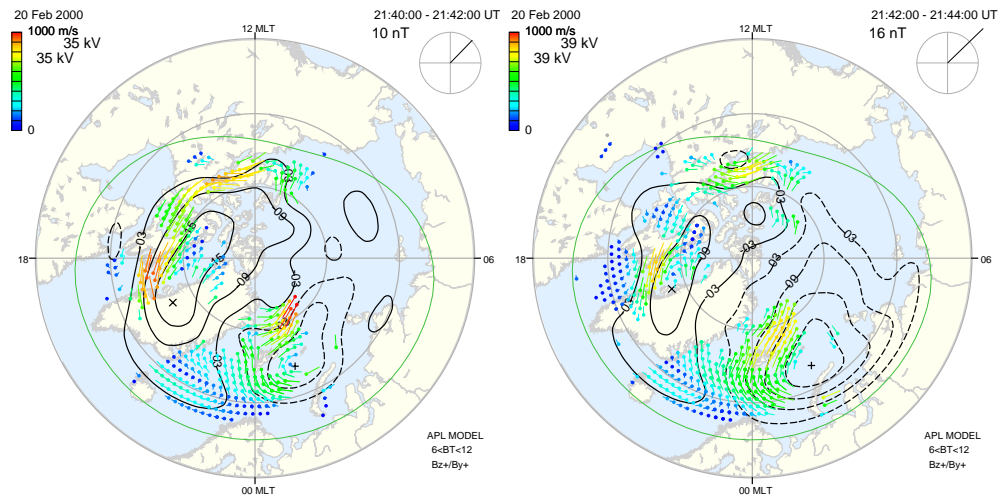 20 Feb 2000
21:40:00 - 21:42:00 UT
1000 m/s
35 kV
35 kV
0
12 MLT
10 nT
18
-03
-03
-09
-15
-15
-09
-03
-03
-03
APL MODEL
6<BT<12
Bz+/By+
00 MLT
20 Feb 2000
21:42:00 - 21:44:00 UT
1000 m/s
39 kV
39 kV
0
12 MLT
16 nT
18
06
-03
-03
-03
-09
-03
-03
-09
APL MODEL
6<BT<12
Bz+/By+
00 MLT
06